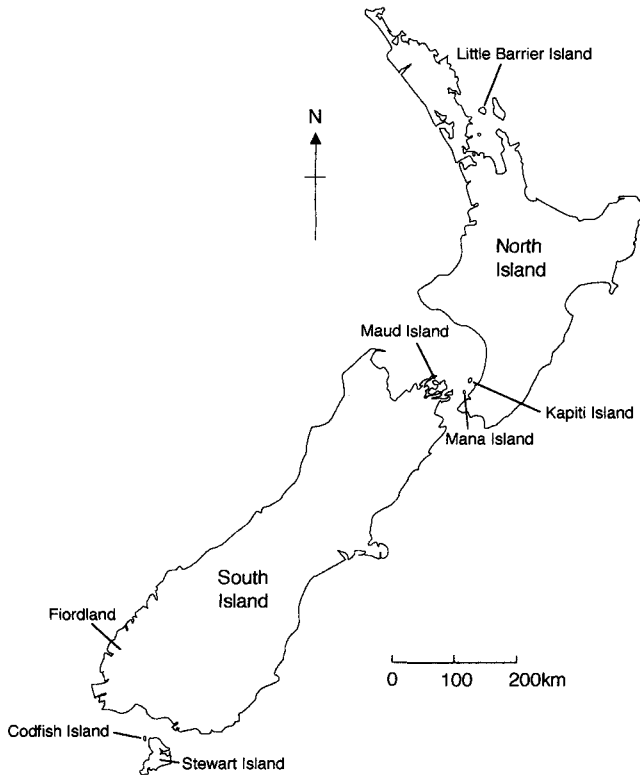 Little Barrier Island
N
North
Island
Maud Island
Kapiti Island
Mana Island
South
Island
Fiordland
0 100 200km
Codfish Island
Stewart Island